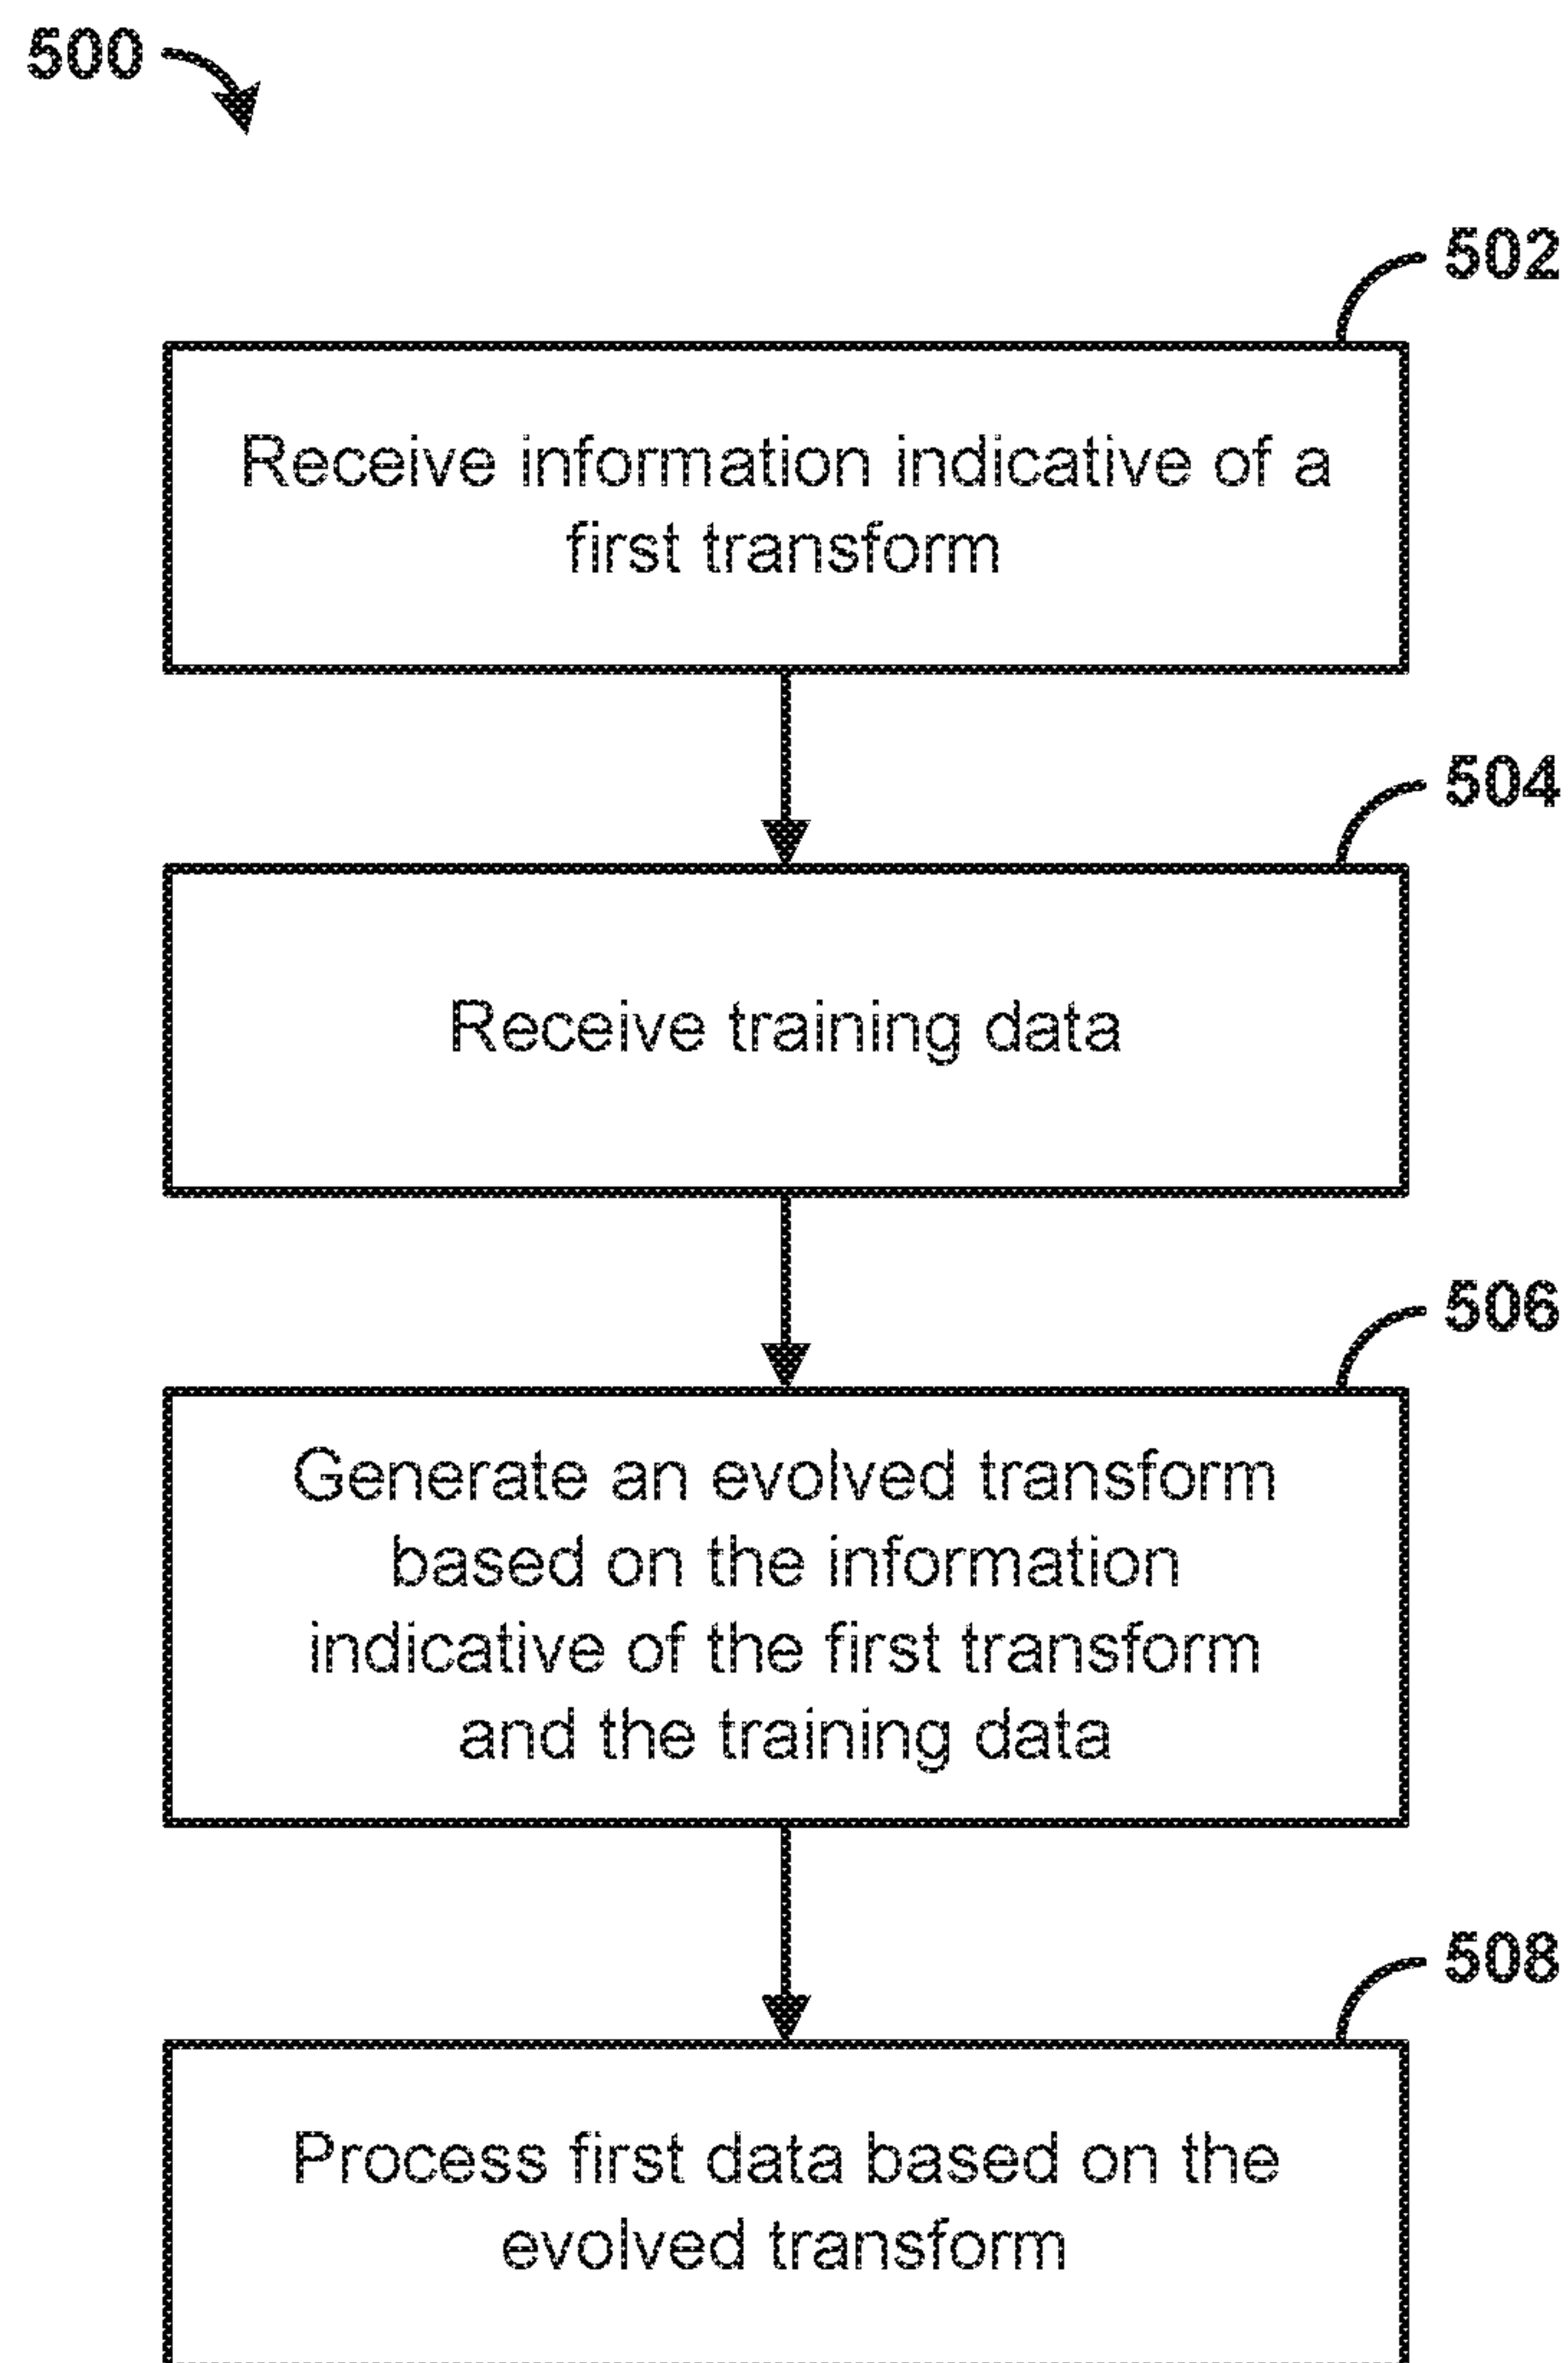 500
502
Receive information indicative of a
first transform
504
Receive training data
506
Generate an evolved transform
based on the information
indicative of the first transform
and the training data
508
Process first data based on the
evolved transform